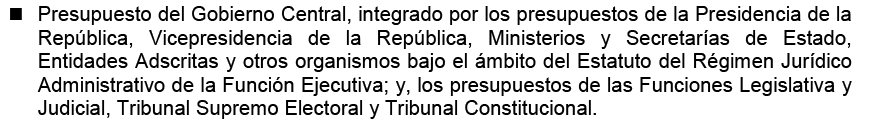 ■ Presupuesto del Gobierno Central, integrado por los presupuestos de la Presidencia de la
República, Vicepresidencia de la República, Ministerios y Secretarías de Estado,
Entidades Adscritas y otros organismos bajo el ámbito del Estatuto del Régimen Jurídico
Administrativo de la Función Ejecutiva; y, los presupuestos de las Funciones Legislativa y
Judicial, Tribunal Supremo Electoral y Tribunal Constitucional.